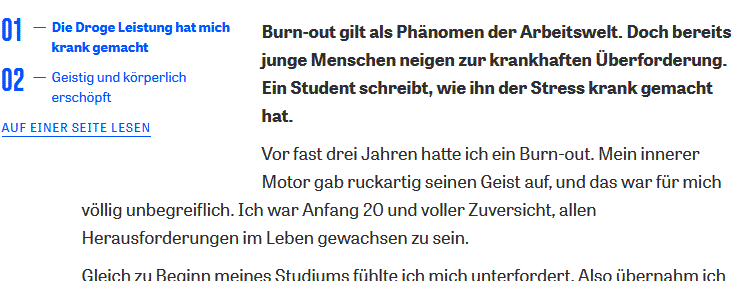 01 — Die Droge Leistung hat mich
krank gemacht
02 — Geistig und körperlich
erschöpft
AUF EINER SEITE LESEN
Burn-out gilt als Phänomen der Arbeitswelt. Doch bereits
junge Menschen neigen zur krankhaften Überforderung.
Ein Student schreibt, wie ihn der Stress krank gemacht
hat.
Vor fast drei Jahren hatte ich ein Burn-out. Mein innerer
Motor gab ruckartig seinen Geist auf, und das war für mich
völlig unbegreiflich. Ich war Anfang 20 und voller Zuversicht, allen
Herausforderungen im Leben gewachsen zu sein.
Gleich zu Beginn meines Studiums fühlte ich mich unterfordert. Also übernahm ich